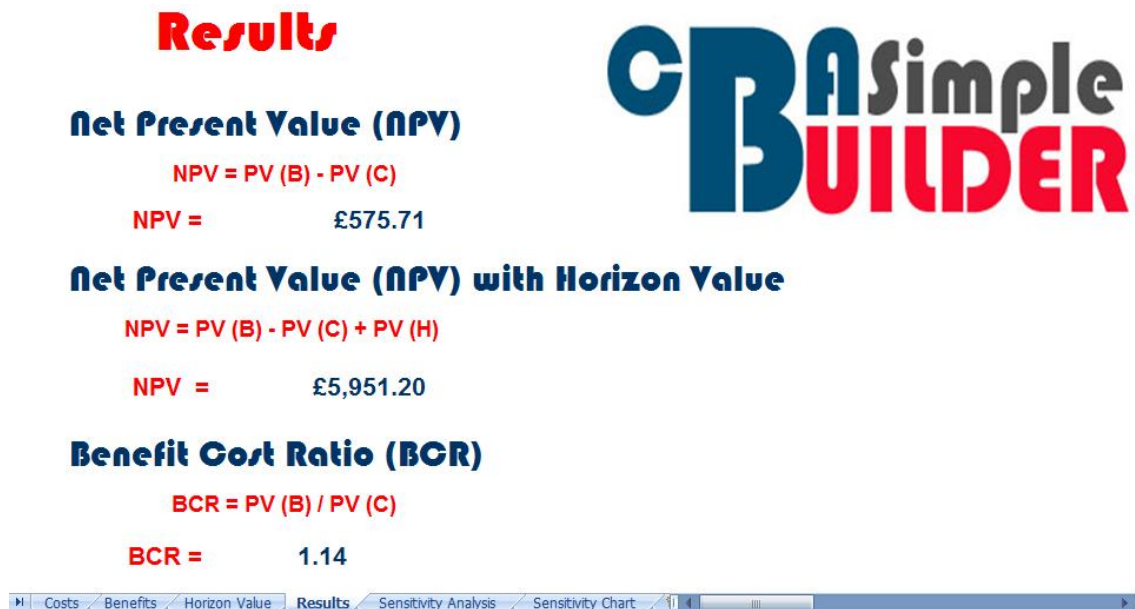 Results
CBA Simple
BUILDER
Net Present Value (NPV)
NPV = PV (B) - PV (C)
NPV = £575.71
Net Present Value (NPV) with Horizon Value
NPV = PV (B) - PV (C) + PV (H)
NPV = £5,951.20
Benefit Cost Ratio (BCR)
BCR = PV (B) / PV (C)
BCR = 1.14
Costs Benefits Horizon Value Results Sensitivity Analysis Sensitivity Chart